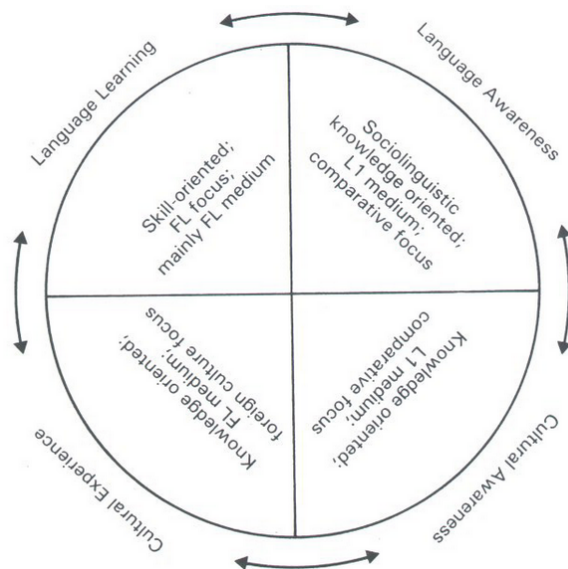 Language Learning
Language Awareness
Skill-oriented;
FL focus;
mainly FL medium
Sociolinguistic
knowledge oriented;
L1 medium;
comparative focus
Knowledge oriented;
FL medium;
foreign culture focus
Knowledge oriented;
L1 medium;
comparative focus
Cultural Experience
Cultural Awareness